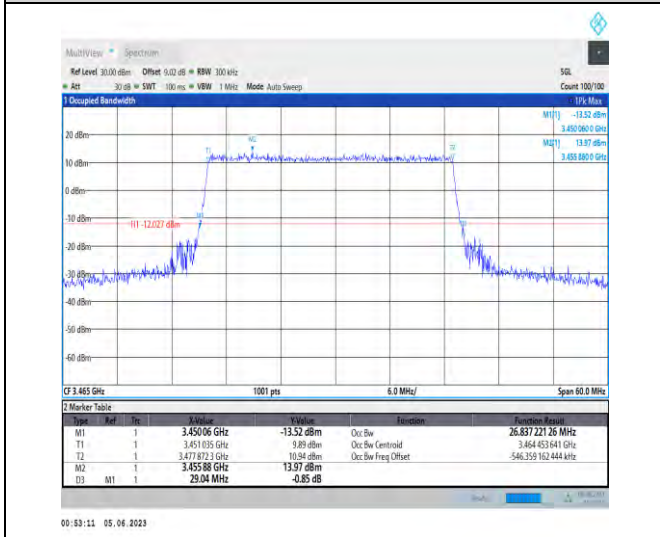 MultiView Spectrum
Ref Level 30.00 dBm Offset 9.02 dB RBW 300 kHz SGL
Att 30 dB SWT 100 ms VBW 1 MHz Mode Auto Sweep Count 100/100
1 Occupied Bandwidth 1Pk Max
M1[1] -13.52 dBm
3.450 060 0 GHz
M2[1] 13.97 dBm
3.455 880 0 GHz
20 dBm
M2
T1
10 dBm
0 dBm
-10 dBm
M1
H1 -12.027 dBm
-20 dBm
-30 dBm
-40 dBm
-50 dBm
-60 dBm
CF 3.465 GHz 1001 pts 6.0 MHz/ Span 60.0 MHz
2 Marker Table
Type Ref Trc X-Value Y-Value Function Function Result
M1 1 3.450 06 GHz -13.52 dBm Occ Bw 26.837 221 26 MHz
T1 1 3.451 035 GHz 9.89 dBm Occ Bw Centroid 3.464 453 641 GHz
T2 1 3.477 872 3 GHz 10.94 dBm Occ Bw Freq Offset -546.359 162 444 kHz
M2 1 3.455 88 GHz 13.97 dBm
D3 M1 1 29.04 MHz -0.85 dB
00:53:11 05.06.2023